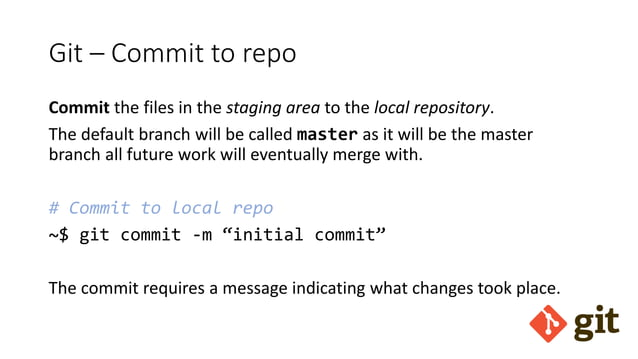 Git – Commit to repo
Commit the files in the staging area to the local repository.
The default branch will be called master as it will be the master
branch all future work will eventually merge with.
# Commit to local repo
~$ git commit -m “initial commit”
The commit requires a message indicating what changes took place.
git